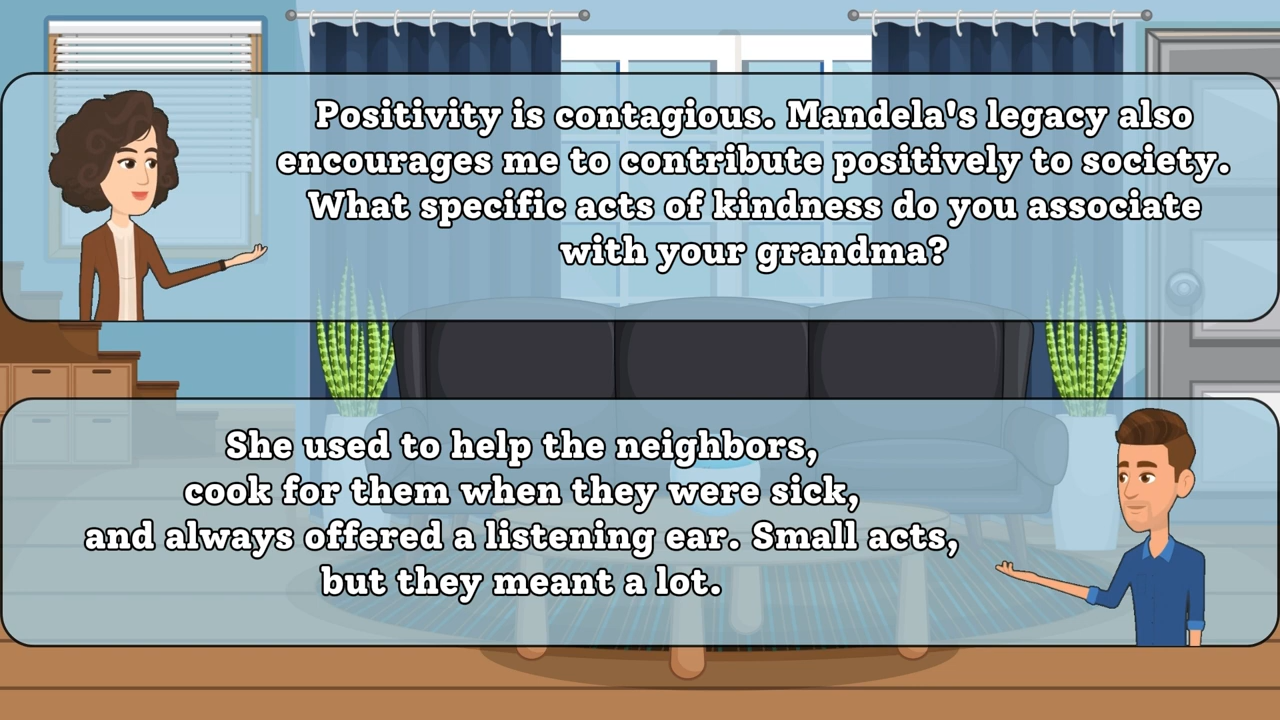 Positivity is contagious. Mandela's legacy also
encourages me to contribute positively to society.
What specific acts of kindness do you associate
with your grandma?
She used to help the neighbors,
cook for them when they were sick,
and always offered a listening ear. Small acts,
but they meant a lot.